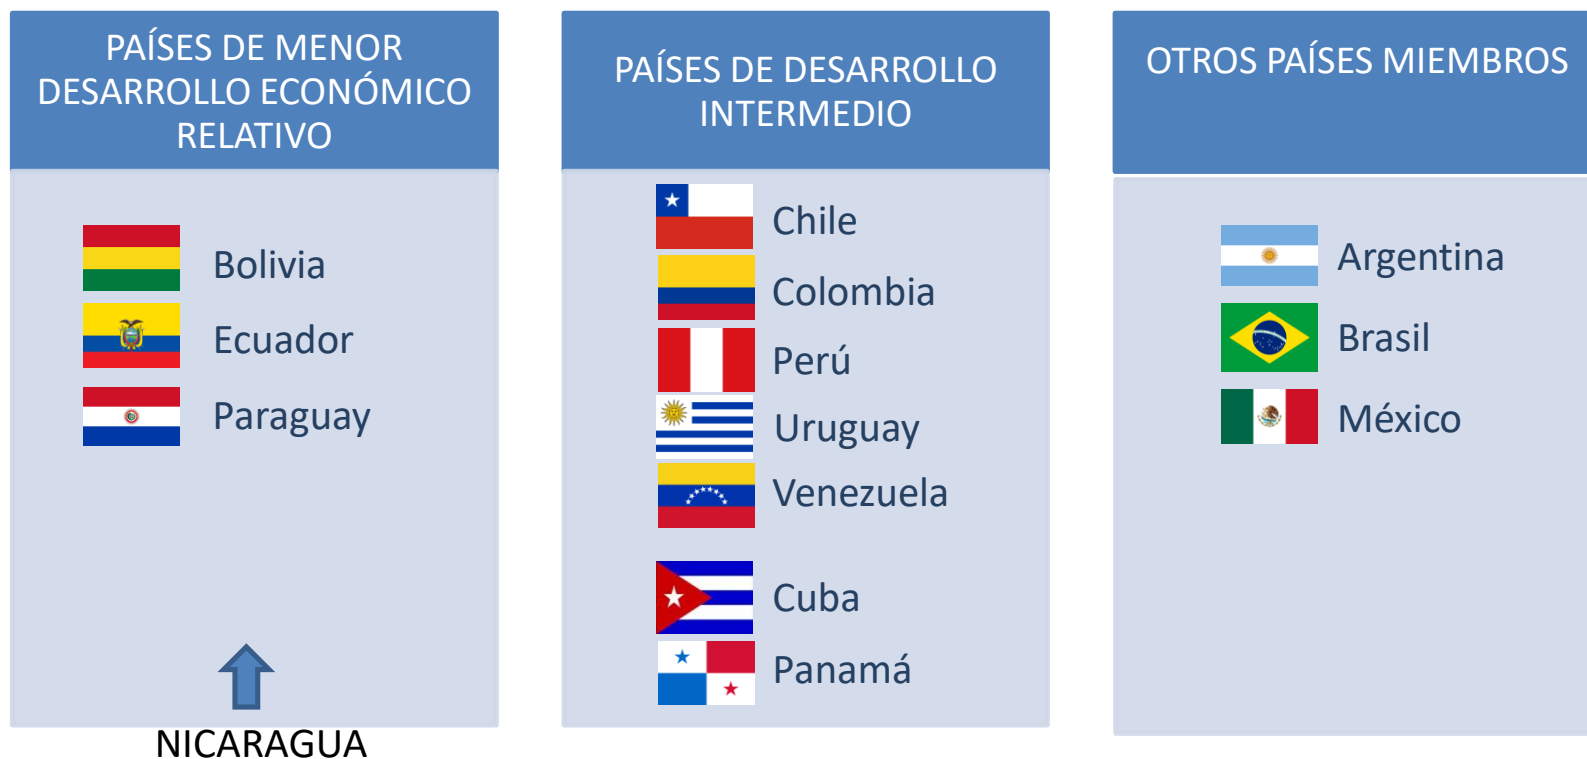 PAÍSES DE MENOR
DESARROLLO ECONÓMICO
RELATIVO
Bolivia
Ecuador
Paraguay
NICARAGUA
PAÍSES DE DESARROLLO
INTERMEDIO
Chile
Colombia
Perú
Uruguay
Venezuela
Cuba
Panamá
OTROS PAÍSES MIEMBROS
Argentina
Brasil
México